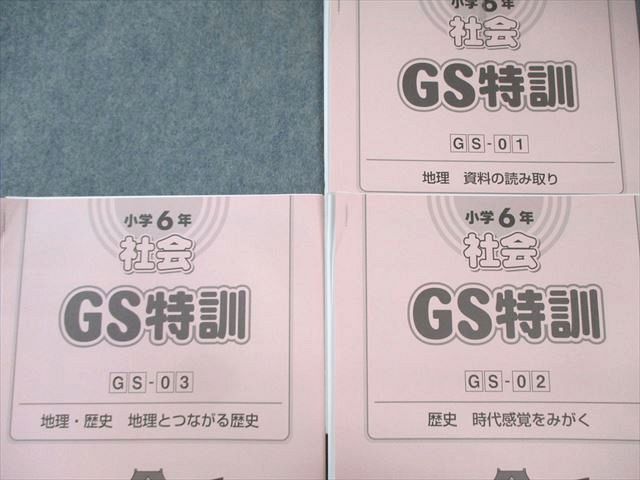 小学6年
社会
GS特訓
GS-01
地理 資料の読み取り
小学6年
社会
GS特訓
GS-03
地理・歴史 地理とつながる歴史
小学6年
社会
GS特訓
GS-02
歴史 時代感覚をみがく